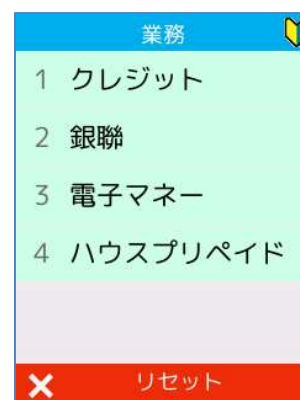 業務
1 クレジット
2 銀聯
3 電子マネー
4 ハウスプリペイド
リセット